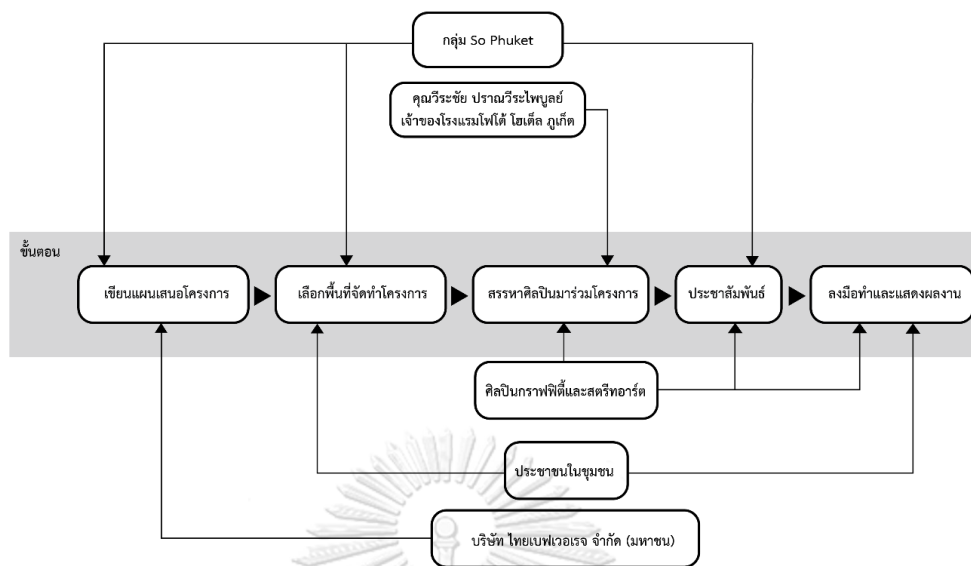 กลุ่ม So Phuket
คุณวีระชัย ปราณวีระไพบูลย์
เจ้าของโรงแรมโฟโต้ โฮเต็ล ภูเก็ต
ขั้นตอน
เขียนแผนเสนอโครงการ
เลือกพื้นที่จัดทำโครงการ
สรรหาศิลปินมาร่วมโครงการ
ประชาสัมพันธ์
ลงมือทำและแสดงผลงาน
ศิลปินกราฟฟิตี้และสตรีทอาร์ต
ประชาชนในชุมชน
บริษัท ไทยเบฟเวอเรจ จำกัด (มหาชน)